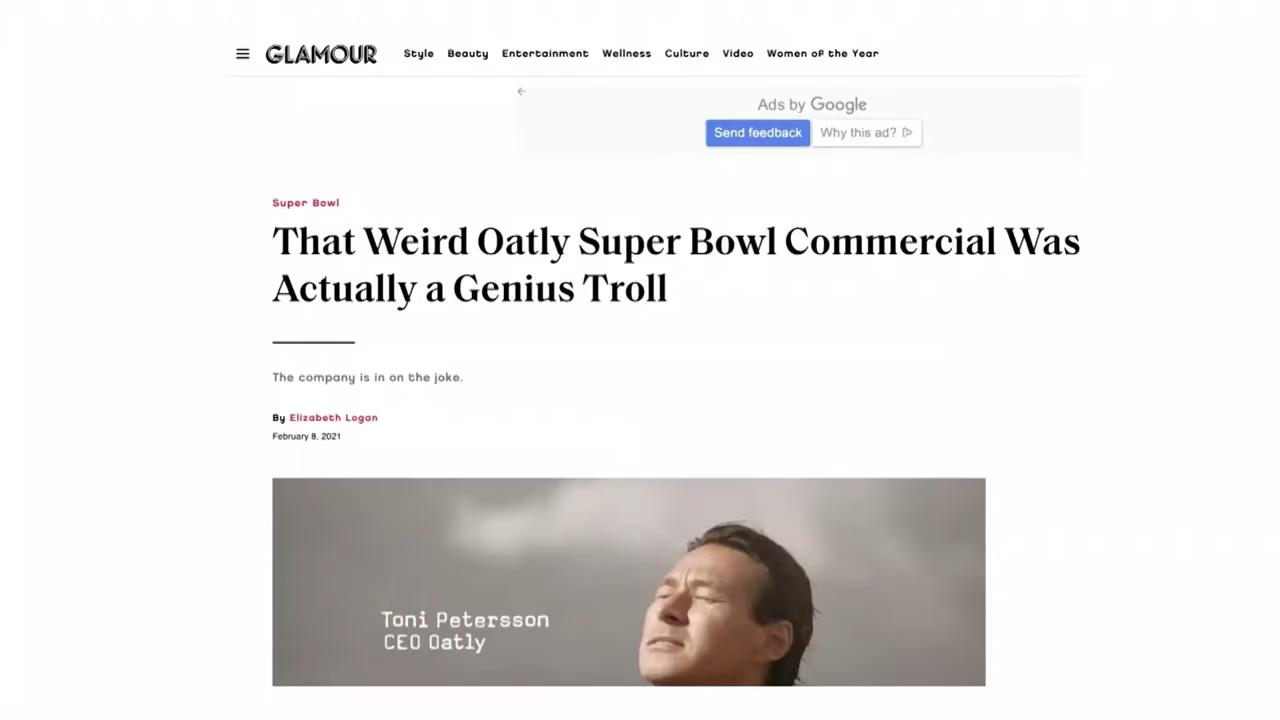 GLAMOUR Style Beauty Entertainment Wellness Culture Video Women of the Year
Ads by Google
Send feedback Why this ad?
Super Bowl
That Weird Oatly Super Bowl Commercial Was
Actually a Genius Troll
The company is in on the joke.
By Elizabeth Logan
February 8, 2021
Toni Petersson
CEO Oatly